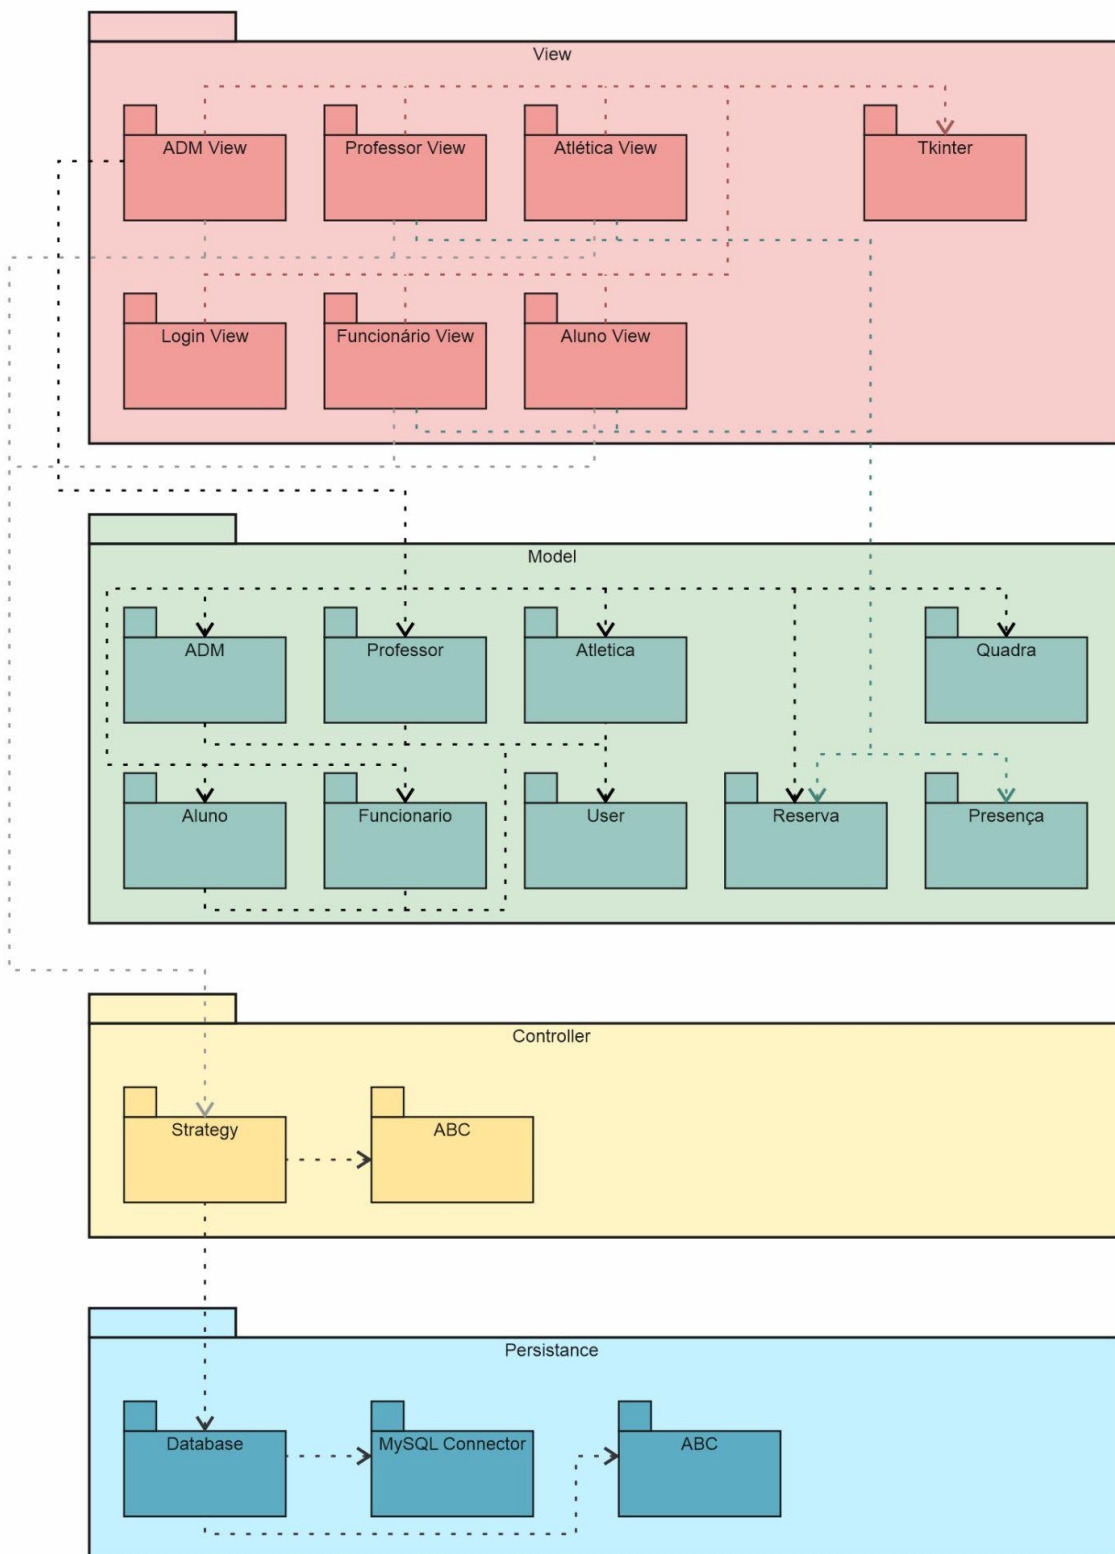 View
ADM View
Professor View
Atlética View
Tkinter
Login View
Funcionário View
Aluno View
Model
ADM
Professor
Atletica
Quadra
Aluno
Funcionario
User
Reserva
Presença
Controller
Strategy
ABC
Persistance
Database
MySQL Connector
ABC